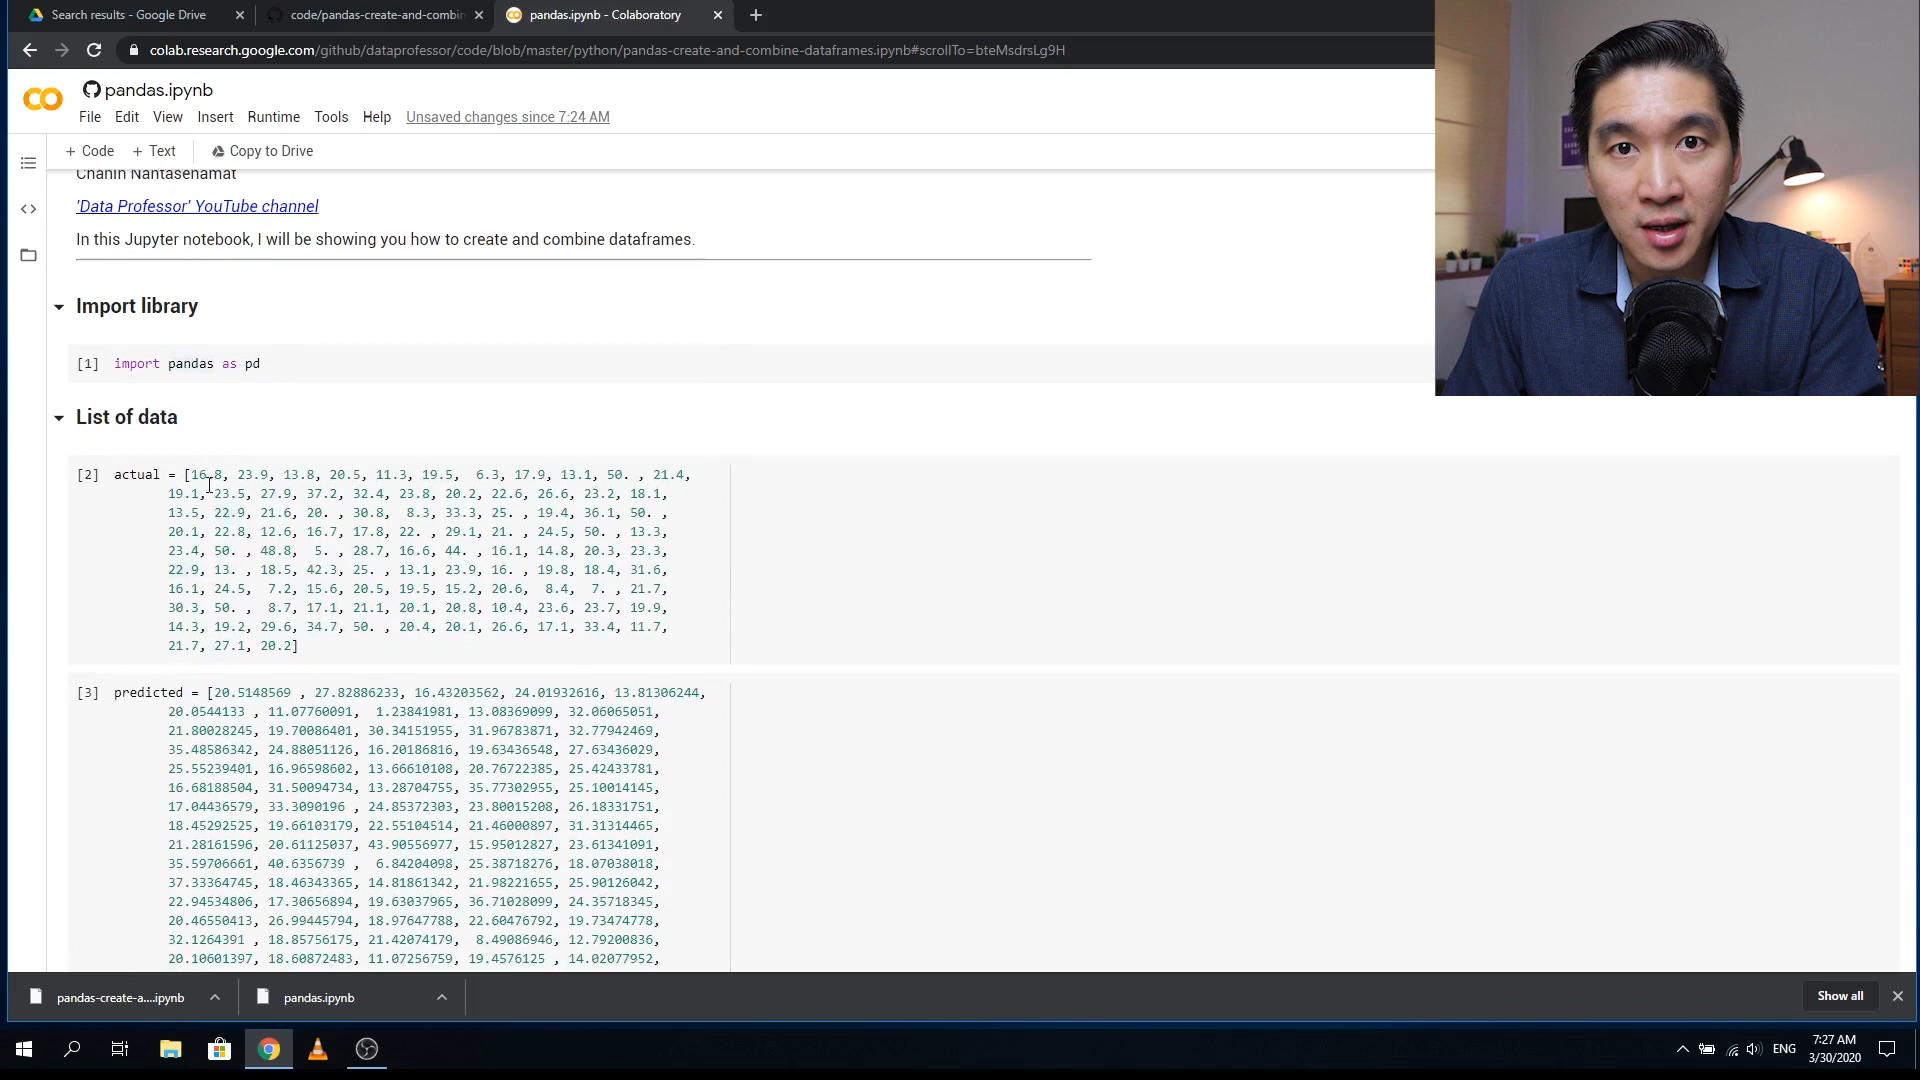 Search results - Google Drive
code/pandas-create-and-combin
pandas.ipynb - Colaboratory
colab.research.google.com/github/dataprofessor/code/blob/master/python/pandas-create-and-combine-dataframes.ipynb#scrollTo=bteMsdrsLg9H
pandas.ipynb
File Edit View Insert Runtime Tools Help Unsaved changes since 7:24 AM
+ Code + Text Copy to Drive
Chanin Nantasenamat
'Data Professor' YouTube channel
In this Jupyter notebook, I will be showing you how to create and combine dataframes.
Import library
[1] import pandas as pd
List of data
[2] actual = [16.8, 23.9, 13.8, 20.5, 11.3, 19.5, 6.3, 17.9, 13.1, 50. , 21.4,
19.1, 23.5, 27.9, 37.2, 32.4, 23.8, 20.2, 22.6, 26.6, 23.2, 18.1,
13.5, 22.9, 21.6, 20. , 30.8, 8.3, 33.3, 25. , 19.4, 36.1, 50. ,
20.1, 22.8, 12.6, 16.7, 17.8, 22. , 29.1, 21. , 24.5, 50. , 13.3,
23.4, 50. , 48.8, 5. , 28.7, 16.6, 44. , 16.1, 14.8, 20.3, 23.3,
22.9, 13. , 18.5, 42.3, 25. , 13.1, 23.9, 16. , 19.8, 18.4, 31.6,
16.1, 24.5, 7.2, 15.6, 20.5, 19.5, 15.2, 20.6, 8.4, 7. , 21.7,
30.3, 50. , 8.7, 17.1, 21.1, 20.1, 20.8, 10.4, 23.6, 23.7, 19.9,
14.3, 19.2, 29.6, 34.7, 50. , 20.4, 20.1, 26.6, 17.1, 33.4, 11.7,
21.7, 27.1, 20.2]
[3] predicted = [20.5148569 , 27.82886233, 16.43203562, 24.01932616, 13.81306244,
20.0544133 , 11.07760091, 1.23841981, 13.08369099, 32.06065051,
21.80028245, 19.70086401, 30.34151955, 31.96783871, 32.77942469,
35.48586342, 24.88051126, 16.20186816, 19.63436548, 27.63436029,
25.55239401, 16.96598602, 13.66610108, 20.76722385, 25.42433781,
16.68188504, 31.50094734, 13.28704755, 35.77302955, 25.10014145,
17.04436579, 33.3090196 , 24.85372303, 23.80015208, 26.18331751,
18.45292525, 19.66103179, 22.55104514, 21.46000897, 31.31314465,
21.28161596, 20.61125037, 43.90556977, 15.95012827, 23.61341091,
35.59706661, 40.6356739 , 6.84204098, 25.38718276, 18.07038018,
37.33364745, 18.46343365, 14.81861342, 21.98221655, 25.90126042,
22.94534806, 17.30656894, 19.63037965, 36.71028099, 24.35718345,
20.46550413, 26.99445794, 18.97647788, 22.60476792, 19.73474778,
32.1264391 , 18.85756175, 21.42074179, 8.49086946, 12.79200836,
20.10601397, 18.60872483, 11.07256759, 19.4576125 , 14.02077952,
pandas-create-a....ipynb
pandas.ipynb
Show all
ENG
7:27 AM
3/30/2020